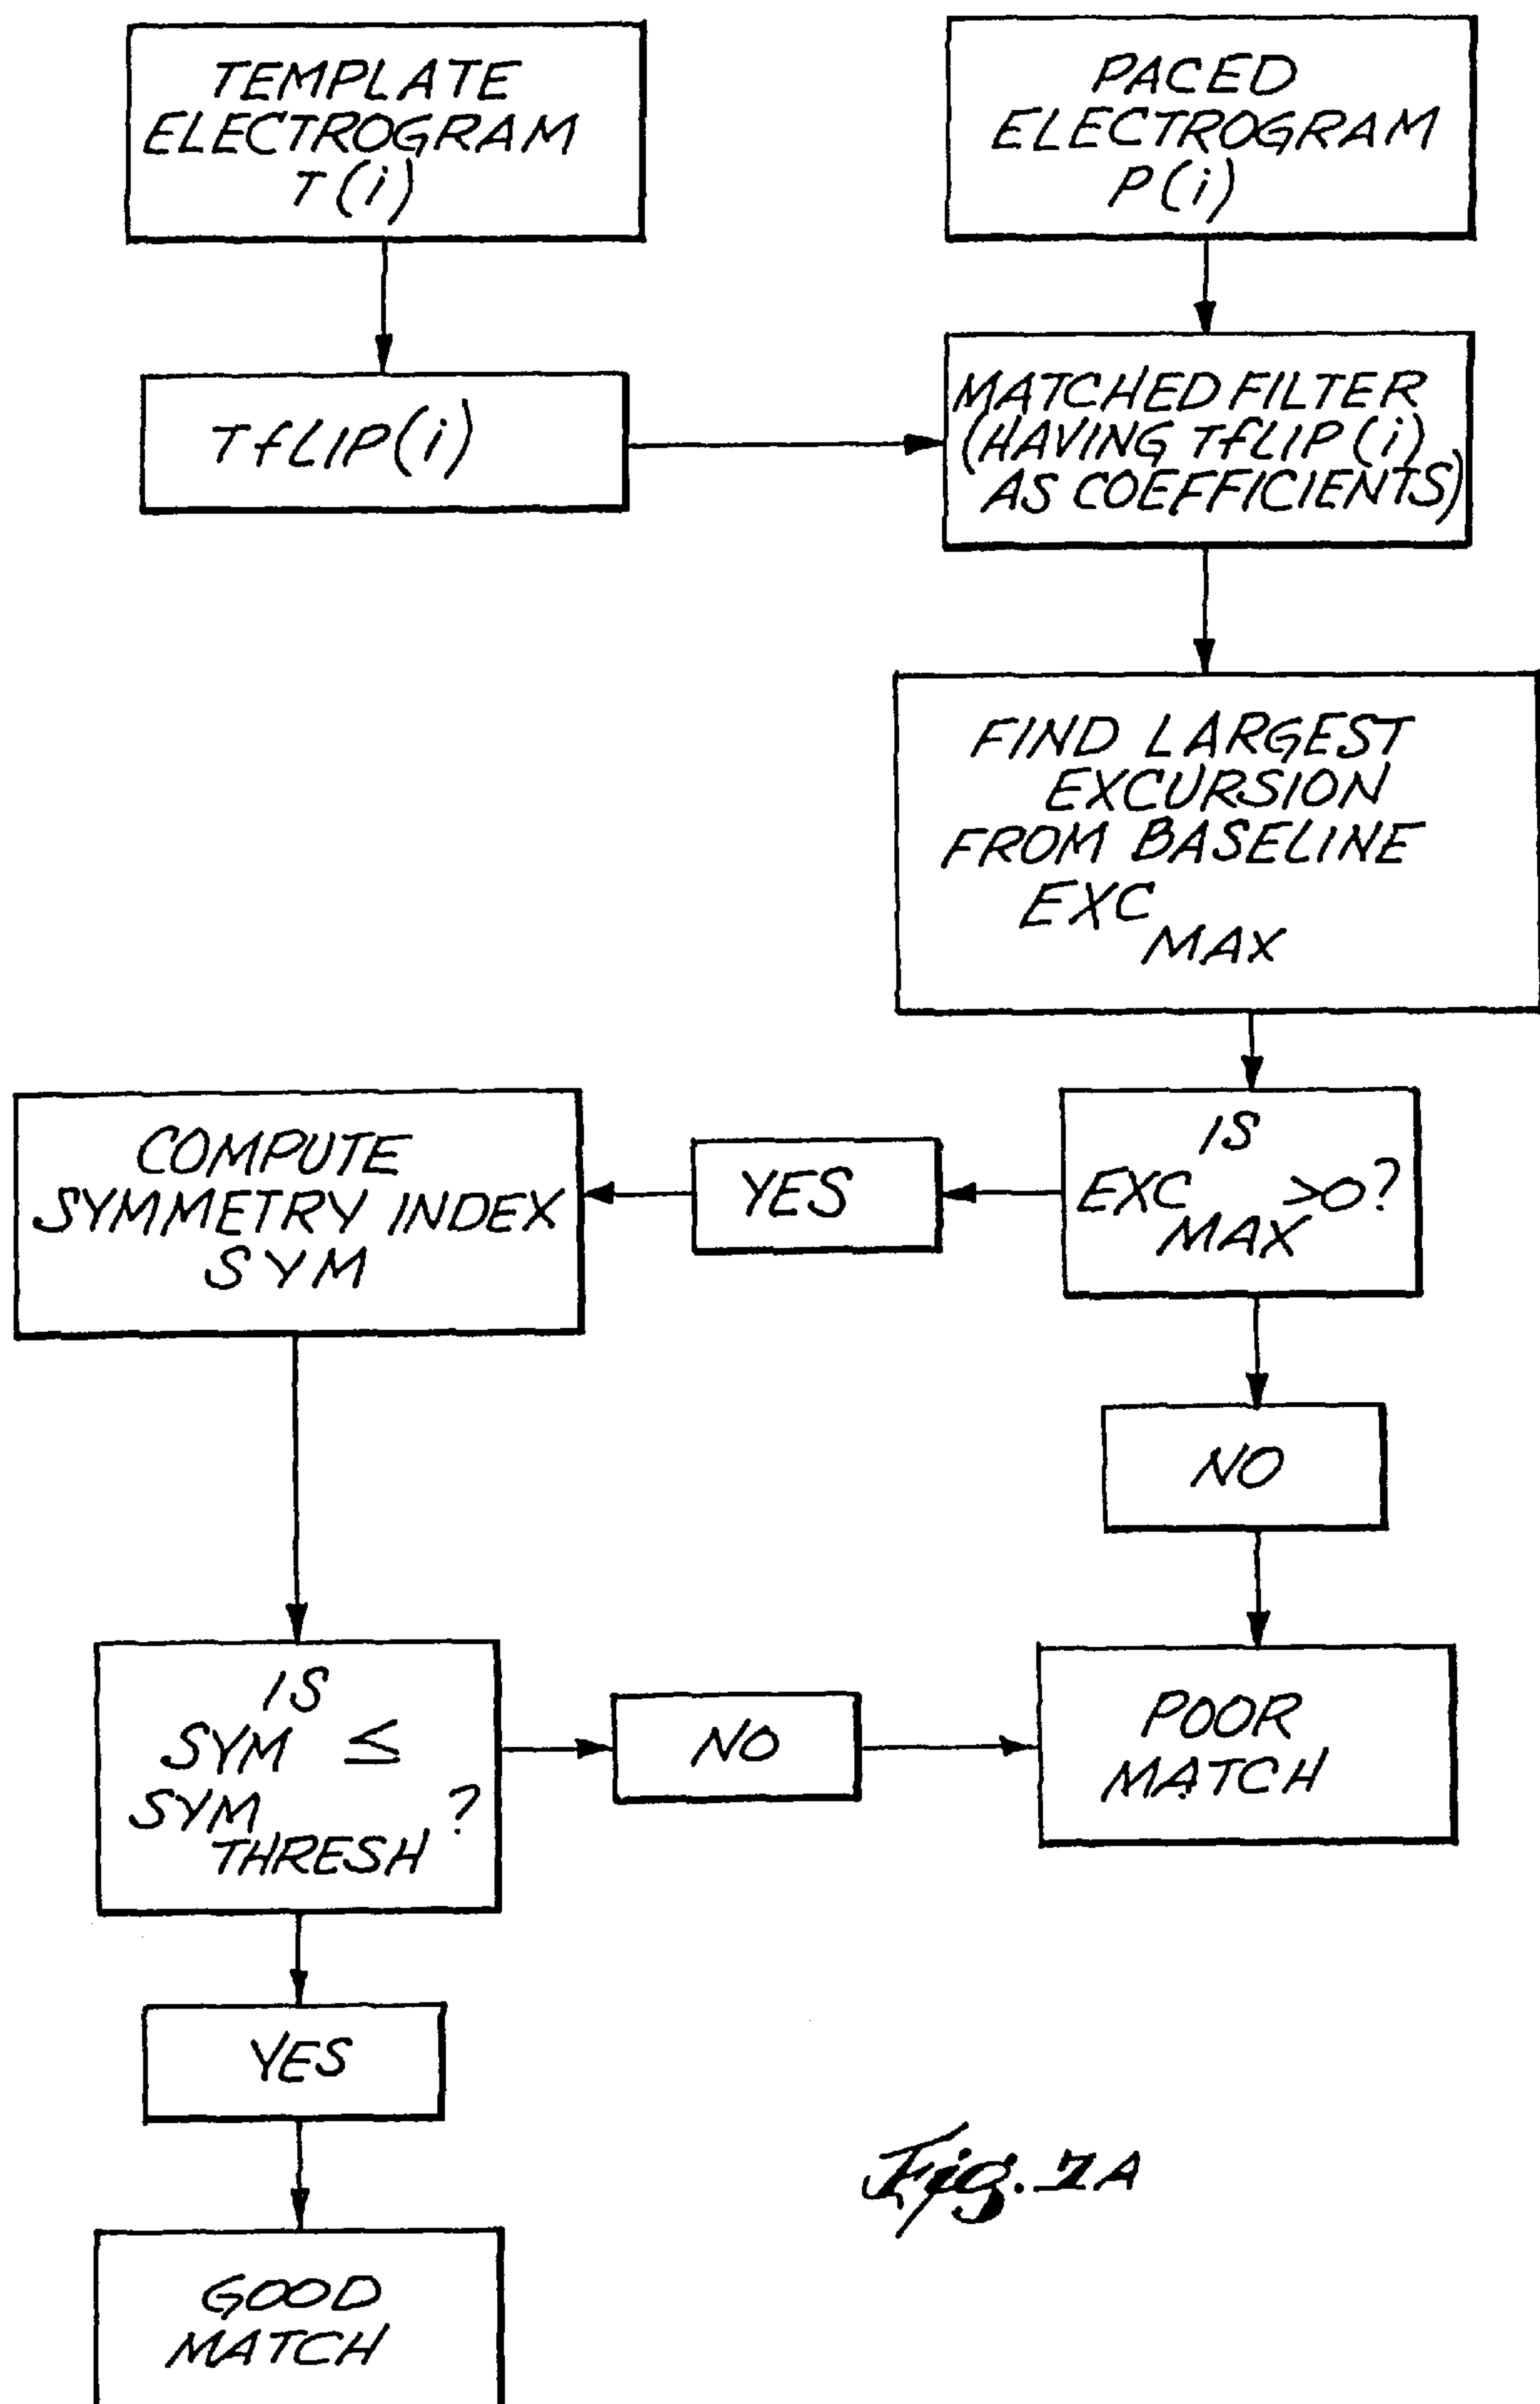 TEMPLATE
ELECTROGRAM
T(i)
PACED
ELECTROGRAM
P(i)
TfLIP(i)
MATCHED FILTER
(HAVING TfLIP(i)
AS COEFFICIENTS)
FIND LARGEST
EXCURSION
FROM BASELINE
EXC
MAX
IS
EXC >0?
MAX
YES
COMPUTE
SYMMETRY INDEX
SYM
NO
IS
SYM ≤
SYM ?
THRESH
NO
POOR
MATCH
YES
GOOD
MATCH
Fig. 7A